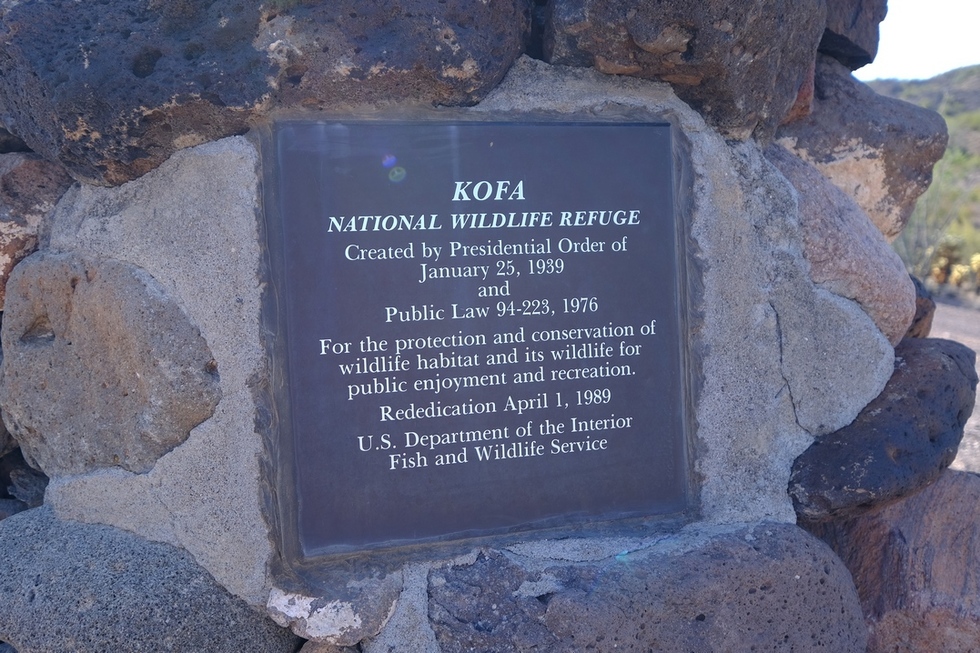 KOFA
NATIONAL WILDLIFE REFUGE
Created by Presidential Order of
January 25, 1939
and
Public Law 94-223, 1976
For the protection and conservation of
wildlife habitat and its wildlife for
public enjoyment and recreation.
Rededication April 1, 1989
U.S. Department of the Interior
Fish and Wildlife Service